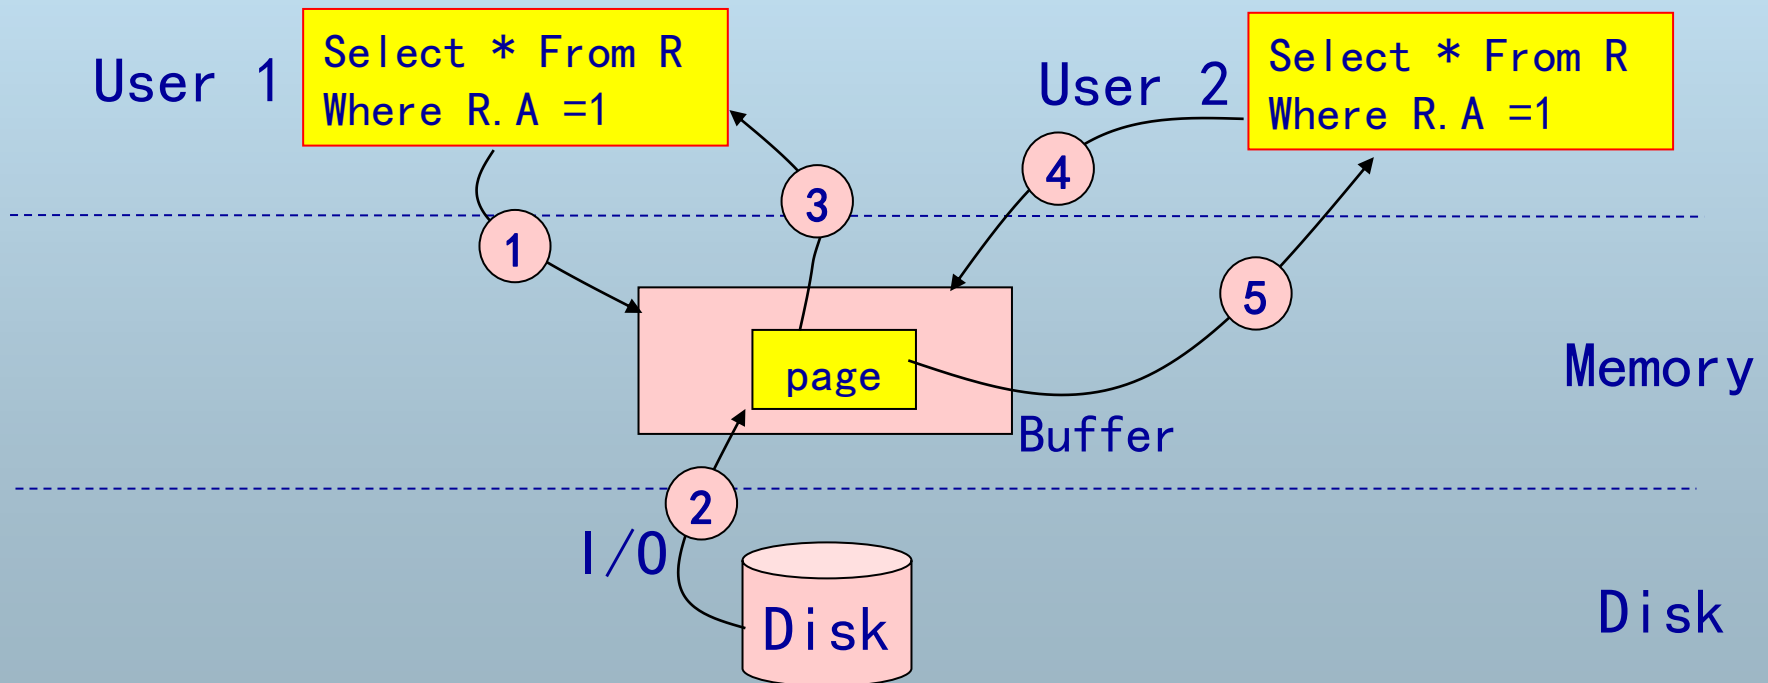 User 1
Select * From R
Where R.A =1
User 2
Select * From R
Where R.A =1
1
3
4
5
page
Buffer
Memory
2
I/O
Disk
Disk